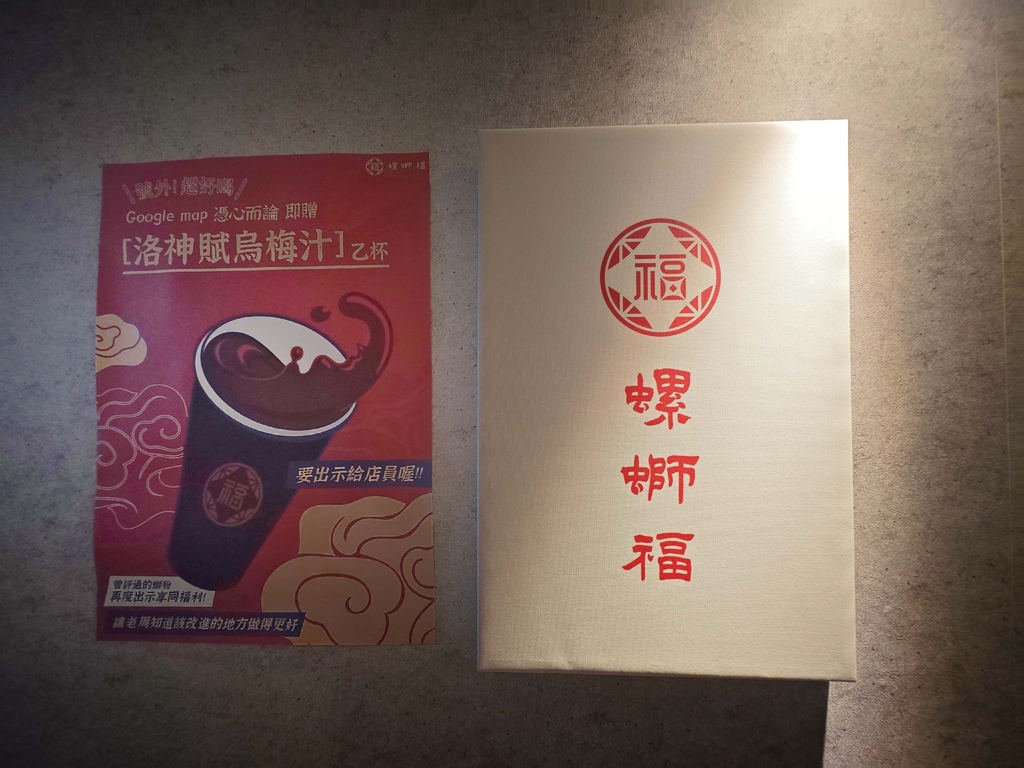 號外!超好喝
福 螺螄福
Google map 憑心而論 即贈
[洛神賦烏梅汁]乙杯
福
要出示給店員喔!!
曾評過的螄粉
再度出示享同福利!
讓老周知道該改進的地方做得更好
福
螺
螄
福